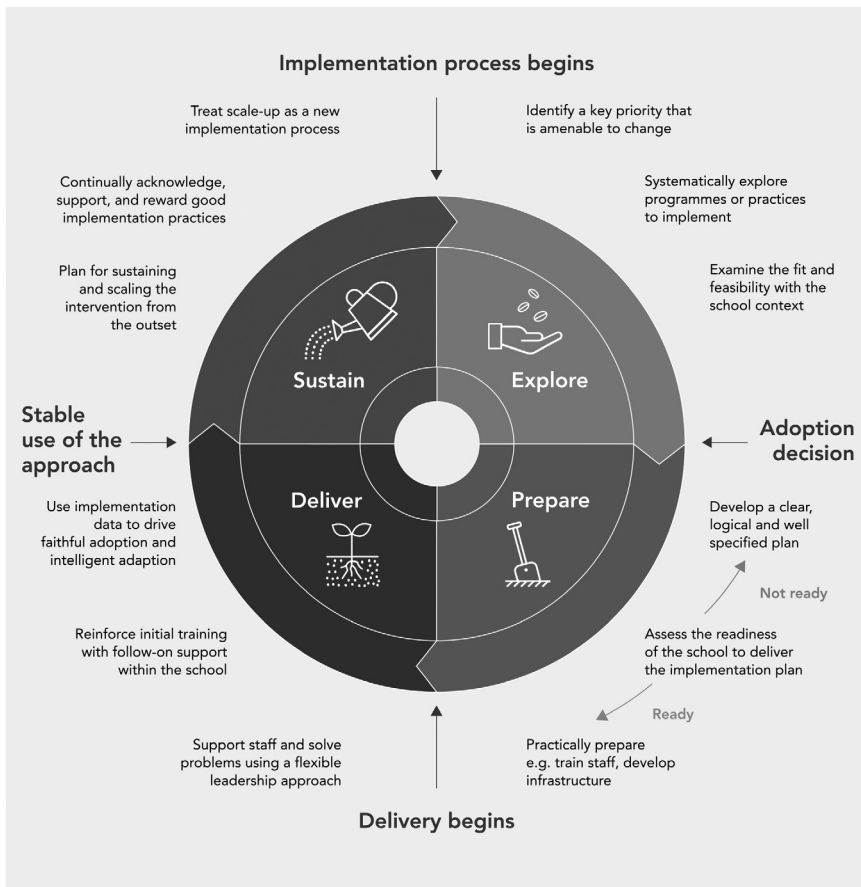 Implementation process begins
Treat scale-up as a new
implementation process
Identify a key priority that
is amenable to change
Continually acknowledge,
support, and reward good
implementation practices
Systematically explore
programmes or practices
to implement
Plan for sustaining
and scaling the
intervention from
the outset
Examine the fit and
feasibility with the
school context
Sustain
Explore
Stable
use of the
approach
Adoption
decision
Deliver
Prepare
Use implementation
data to drive
faithful adoption and
intelligent adaption
Develop a clear,
logical and well
specified plan
Not ready
Reinforce initial training
with follow-on support
within the school
Assess the readiness
of the school to deliver
the implementation plan
Ready
Support staff and solve
problems using a flexible
leadership approach
Practically prepare
e.g. train staff, develop
infrastructure
Delivery begins